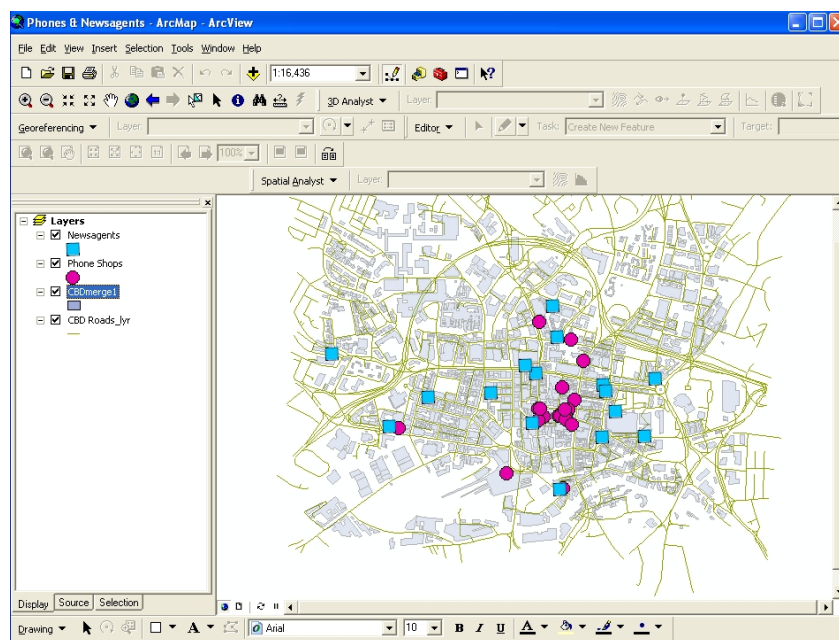 Phones & Newsagents - ArcMap - ArcView
File Edit View Insert Selection Tools Window Help
1:16,436
3D Analyst Layer:
Georeferencing Layer: Editor Task: Create New Feature Target:
100%
Spatial Analyst Layer:
Layers
Newsagents
Phone Shops
CBDmerge1
CBD Roads_lyr
Display Source Selection
Drawing A Arial 10 B I U A